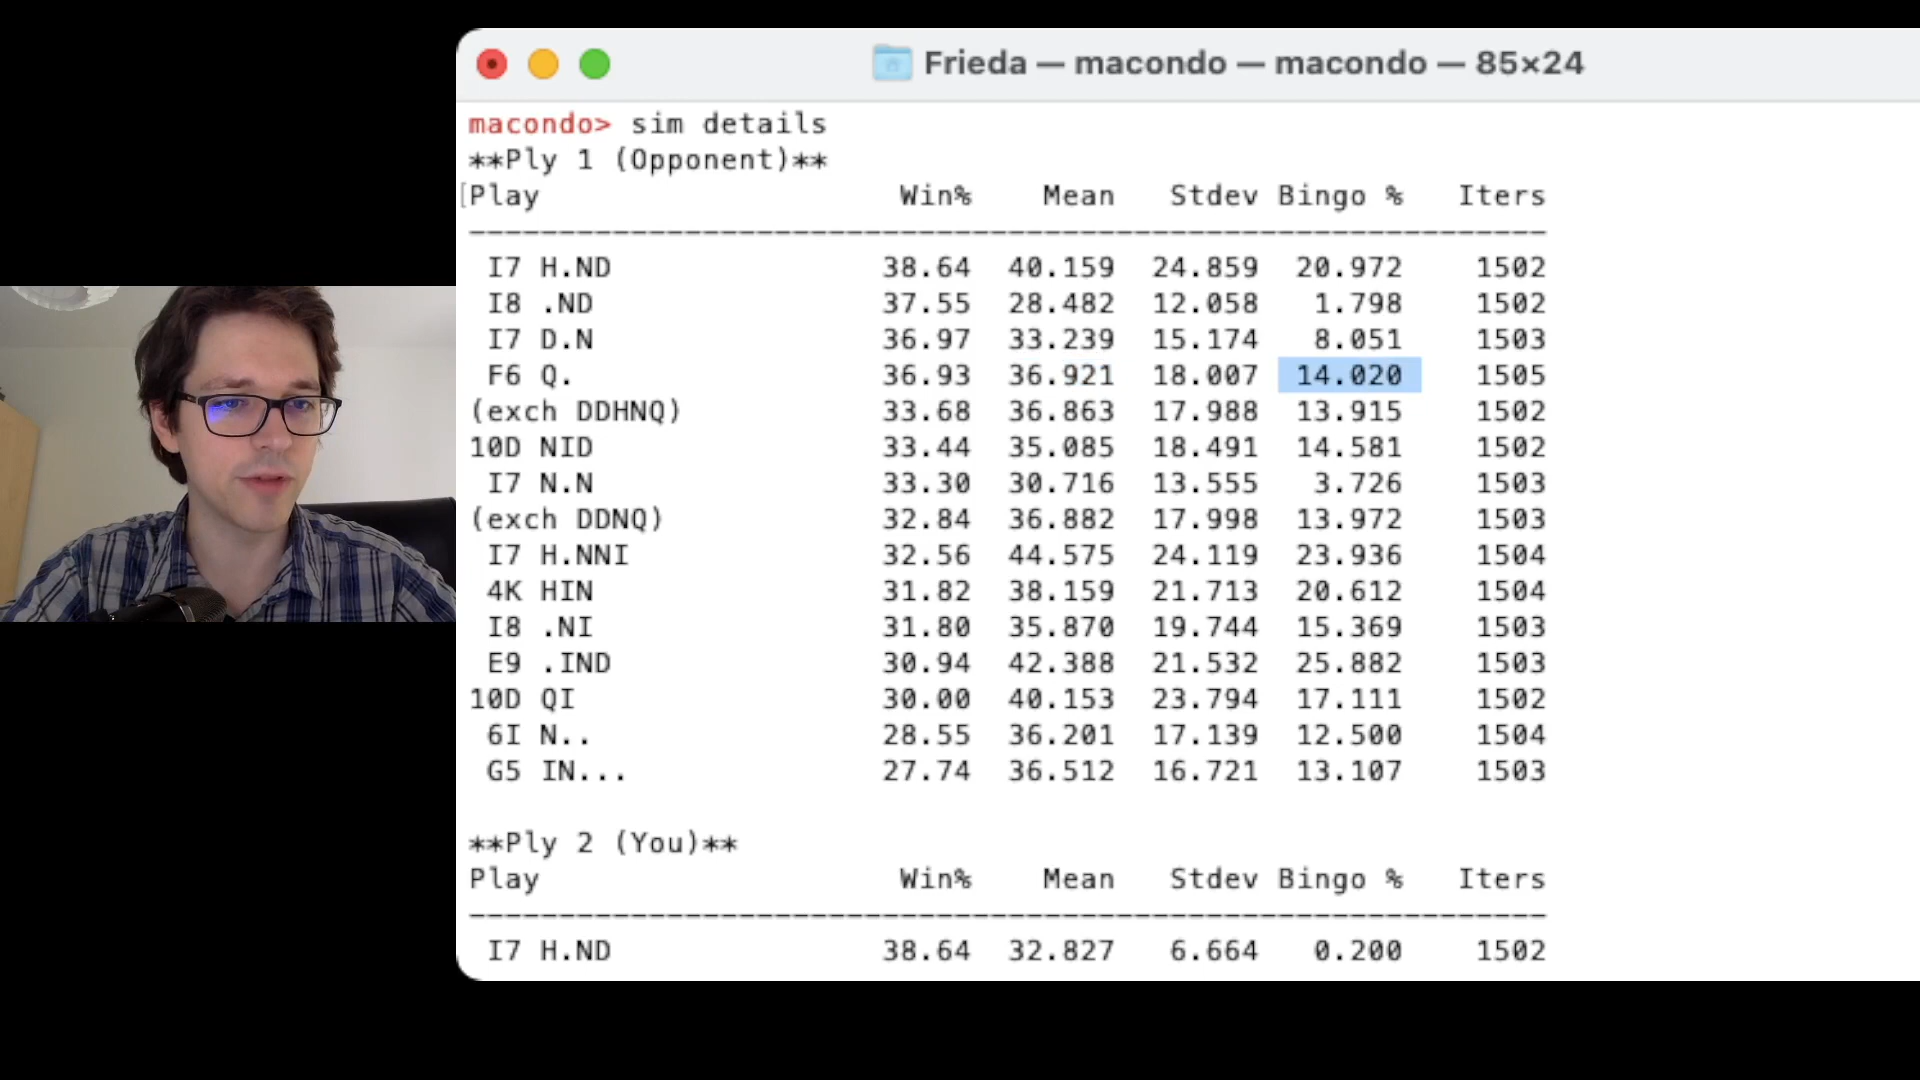 Frieda — macondo — macondo — 85×24
macondo> sim details
**Ply 1 (Opponent)**
[Play Win% Mean Stdev Bingo % Iters
------------------------------------------------------------
I7 H.ND 38.64 40.159 24.859 20.972 1502
I8 .ND 37.55 28.482 12.058 1.798 1502
I7 D.N 36.97 33.239 15.174 8.051 1503
F6 Q. 36.93 36.921 18.007 14.020 1505
(exch DDHNQ) 33.68 36.863 17.988 13.915 1502
10D NID 33.44 35.085 18.491 14.581 1502
I7 N.N 33.30 30.716 13.555 3.726 1503
(exch DDNQ) 32.84 36.882 17.998 13.972 1503
I7 H.NNI 32.56 44.575 24.119 23.936 1504
4K HIN 31.82 38.159 21.713 20.612 1504
I8 .NI 31.80 35.870 19.744 15.369 1503
E9 .IND 30.94 42.388 21.532 25.882 1503
10D QI 30.00 40.153 23.794 17.111 1502
6I N.. 28.55 36.201 17.139 12.500 1504
G5 IN... 27.74 36.512 16.721 13.107 1503
**Ply 2 (You)**
Play Win% Mean Stdev Bingo % Iters
------------------------------------------------------------
I7 H.ND 38.64 32.827 6.664 0.200 1502